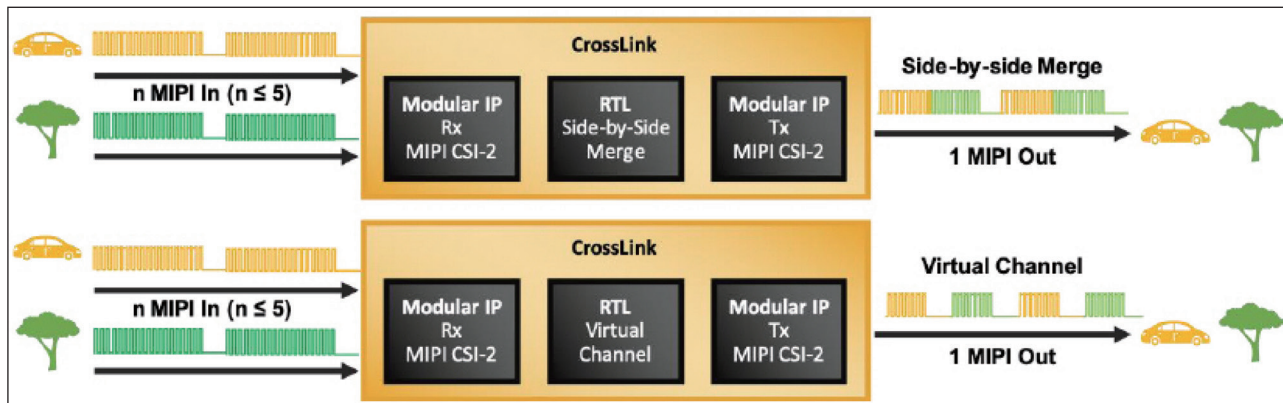 CrossLink
n MIPI In (n ≤ 5)
Modular IP
Rx
MIPI CSI-2
RTL
Side-by-Side
Merge
Modular IP
Tx
MIPI CSI-2
Side-by-side Merge
1 MIPI Out
CrossLink
n MIPI In (n ≤ 5)
Modular IP
Rx
MIPI CSI-2
RTL
Virtual
Channel
Modular IP
Tx
MIPI CSI-2
Virtual Channel
1 MIPI Out